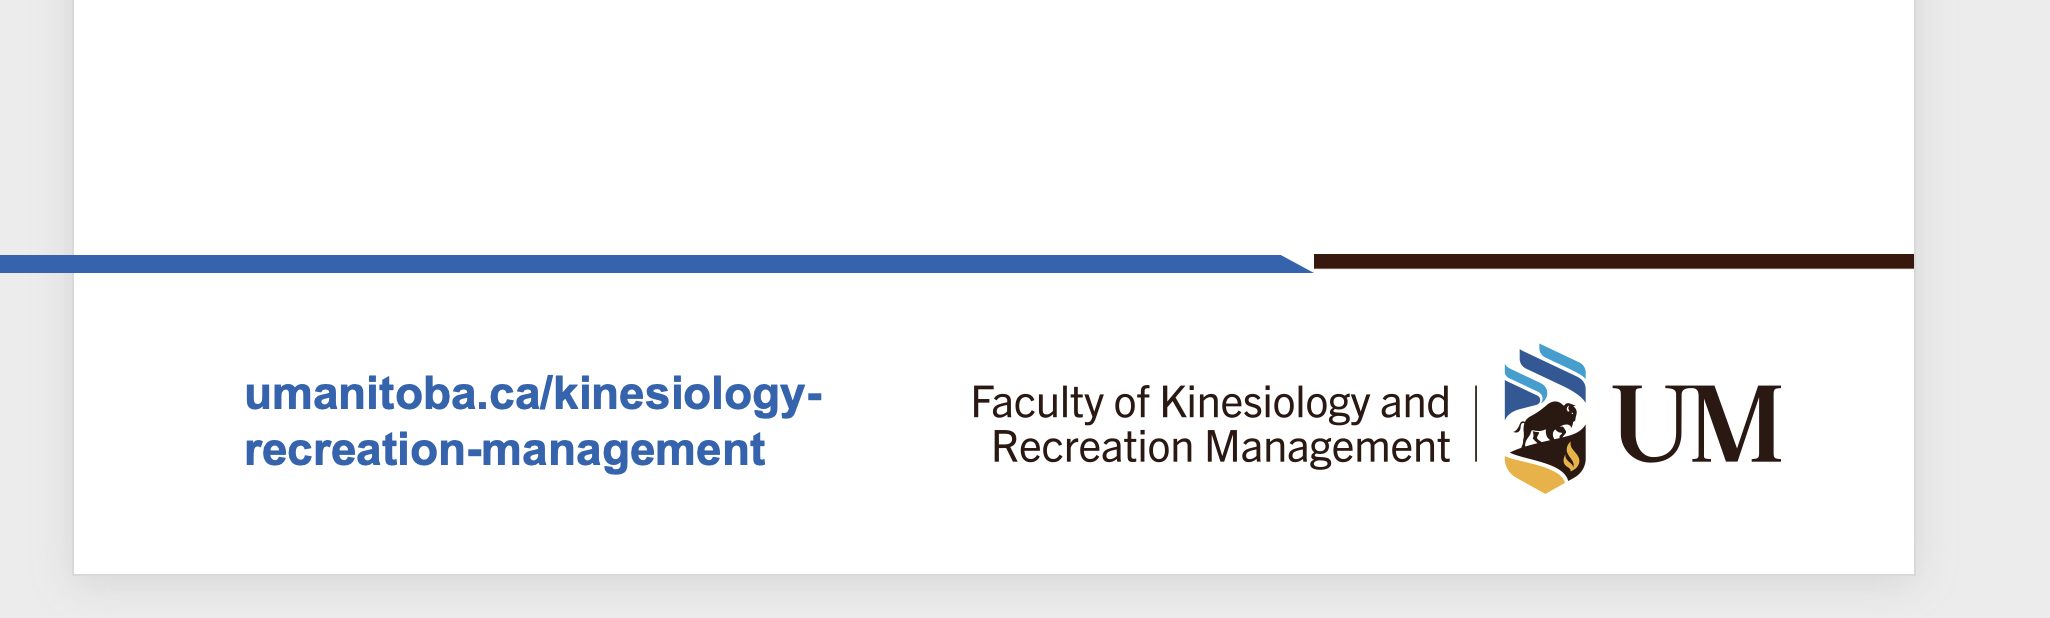 umanitoba.ca/kinesiology-
recreation-management
Faculty of Kinesiology and
Recreation Management
UM